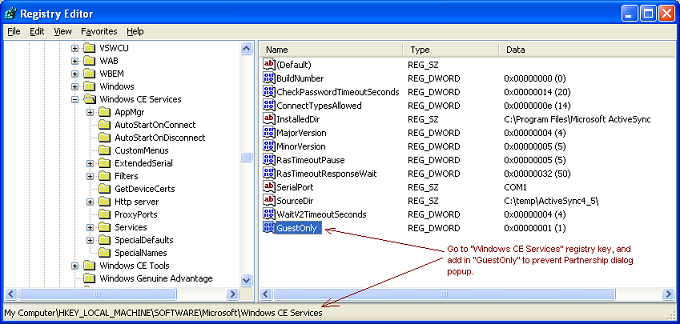 Registry Editor
File Edit View Favorites Help
VSWCU
WAB
WBEM
Windows
Windows CE Services
AppMgr
AutoStartOnConnect
AutoStartOnDisconnect
CustomMenus
ExtendedSerial
Filters
GetDeviceCerts
Http server
ProxyPorts
Services
SpecialDefaults
SpecialNames
Windows CE Tools
Windows Genuine Advantage
Name Type Data
(Default) REG_SZ
BuildNumber REG_DWORD 0x00000000 (0)
CheckPasswordTimeoutSeconds REG_DWORD 0x00000014 (20)
ConnectTypesAllowed REG_DWORD 0x0000000e (14)
InstalledDir REG_SZ C:\Program Files\Microsoft ActiveSync
MajorVersion REG_DWORD 0x00000004 (4)
MinorVersion REG_DWORD 0x00000005 (5)
RasTimeoutPause REG_DWORD 0x00000005 (5)
RasTimeoutResponseWait REG_DWORD 0x00000032 (50)
SerialPort REG_SZ COM1
SourceDir REG_SZ C:\temp\ActiveSync4_5\
WaitV2TimeoutSeconds REG_DWORD 0x00000004 (4)
GuestOnly REG_DWORD 0x00000001 (1)
Go to "Windows CE Services" registry key, and
add in "GuestOnly" to prevent Partnership dialog
popup.
My Computer\HKEY_LOCAL_MACHINE\SOFTWARE\Microsoft\Windows CE Services